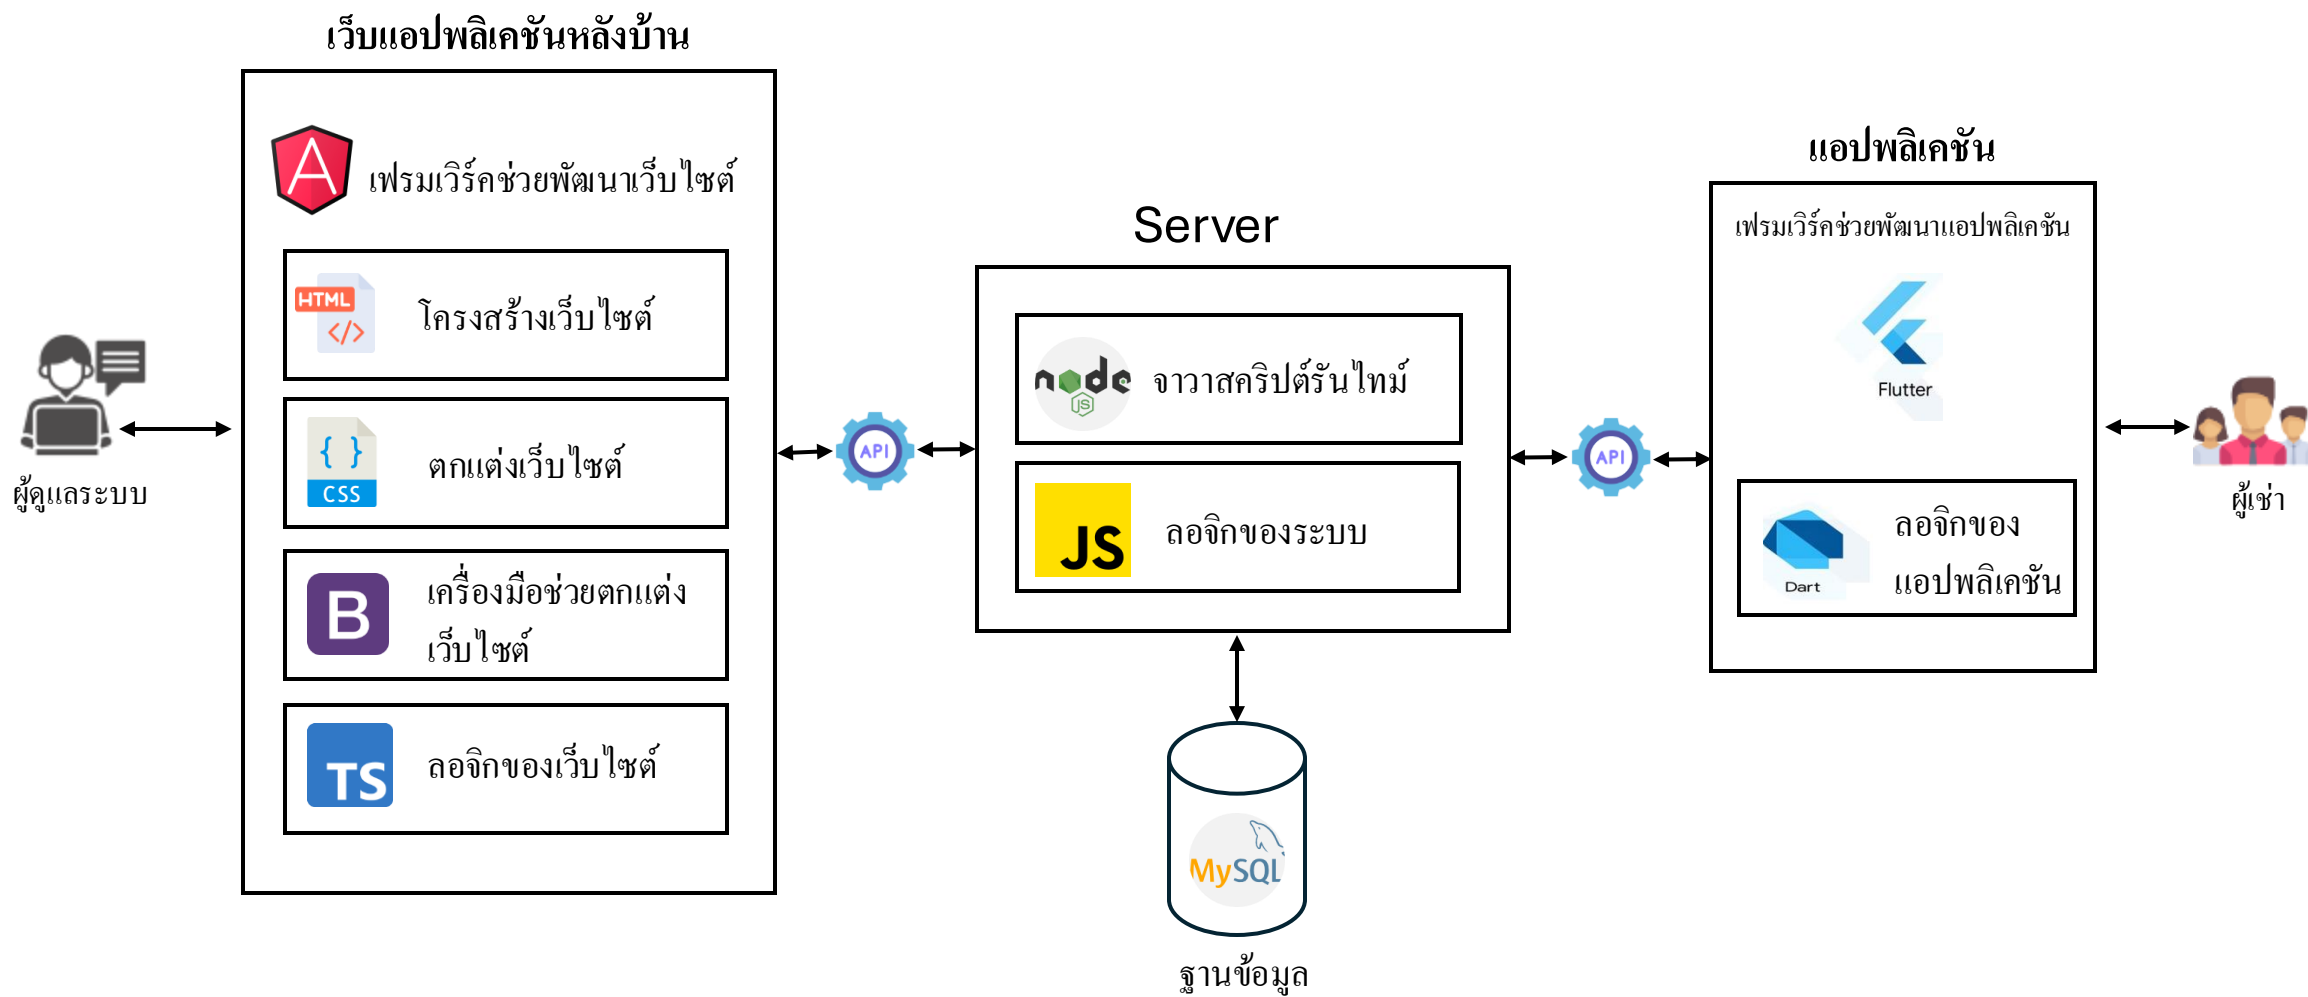 เว็บแอปพลิเคชันหลังบ้าน
เฟรมเวิร์คช่วยพัฒนาเว็บไซต์
HTML
</>
โครงสร้างเว็บไซต์
{ }
CSS
ตกแต่งเว็บไซต์
B
เครื่องมือช่วยตกแต่ง
เว็บไซต์
TS
ลอจิกของเว็บไซต์
ผู้ดูแลระบบ
API
Server
node
JS
จาวาสคริปต์รันไทม์
JS
ลอจิกของระบบ
MySQL
ฐานข้อมูล
API
แอปพลิเคชัน
เฟรมเวิร์คช่วยพัฒนาแอปพลิเคชัน
Flutter
Dart
ลอจิกของ
แอปพลิเคชัน
ผู้เช่า